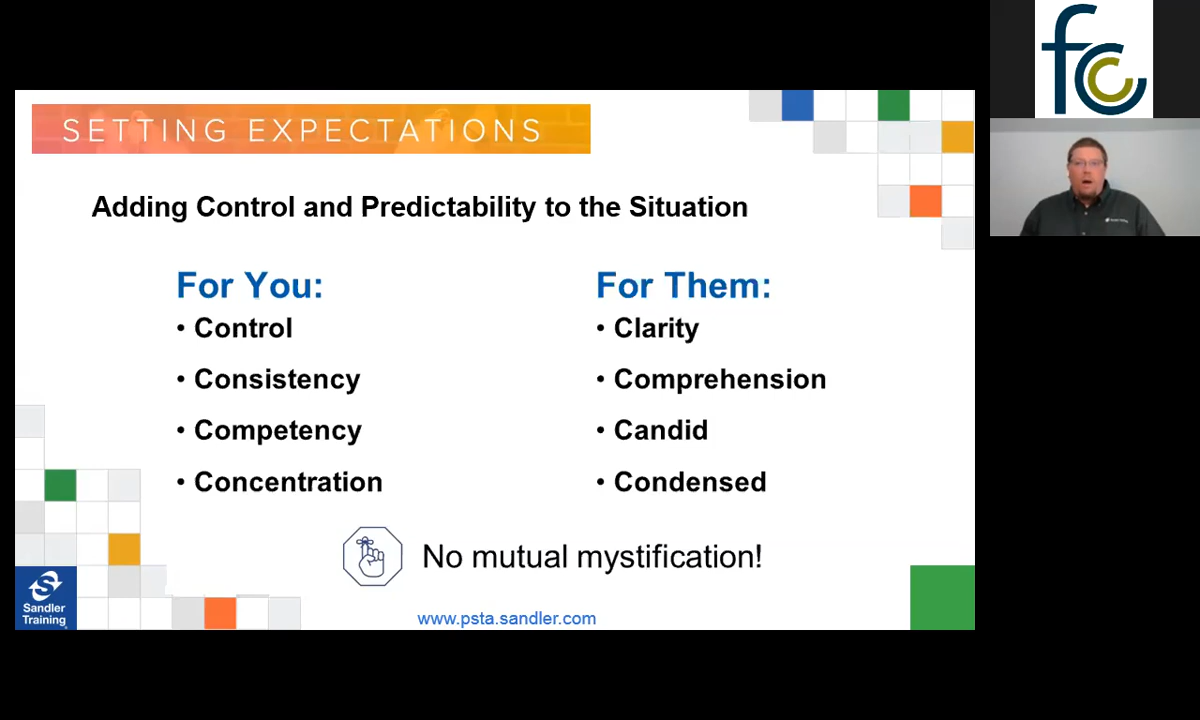 SETTING EXPECTATIONS
Adding Control and Predictability to the Situation
For You:
• Control
• Consistency
• Competency
• Concentration
For Them:
• Clarity
• Comprehension
• Candid
• Condensed
No mutual mystification!
www.psta.sandler.com
Sandler
Training
fcc